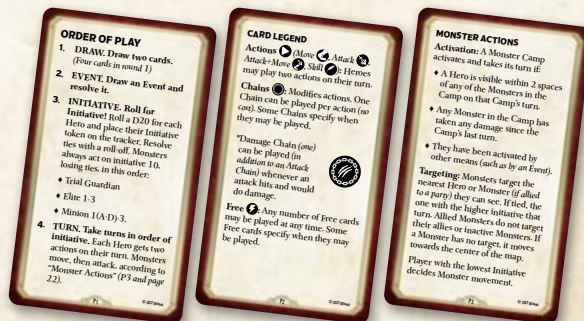 ORDER OF PLAY
1. DRAW. Draw two cards.
(Four cards in round 1)
2. EVENT. Draw an Event and
resolve it.
3. INITIATIVE. Roll for
Initiative! Roll a D20 for each
Hero and place their Initiative
token on the tracker. Resolve
ties with a roll-off. Monsters
always act on initiative 10,
losing ties, in this order:
♦ Trial Guardian
♦ Elite 1-3
♦ Minion 1(A-D)-3.
4. TURN. Take turns in order of
initiative. Each Hero gets two
actions on their turn. Monsters
move, then attack, according to
"Monster Actions" (P3 and page
22).
P1
CARD LEGEND
Actions (Move, Attack,
Attack+Move, Skill): Heroes
may play two actions on their turn.
Chains: Modifies actions. One
Chain can be played per action (no
cost). Some Chains specify when
they may be played.
*Damage Chain (one)
can be played (in
addition to an Attack
Chain) whenever an
attack hits and would
do damage.
Free: Any number of Free cards
may be played at any time. Some
Free cards specify when they may
be played.
P2
MONSTER ACTIONS
Activation: A Monster Camp
activates and takes its turn if:
♦ A Hero is visible within 2 spaces
of any of the Monsters in the
Camp on that Camp's turn.
♦ Any Monster in the Camp has
taken any damage since the
Camp's last turn.
♦ They have been activated by
other means (such as by an Event).
Targeting: Monsters target the
nearest Hero or Monster (if allied
to a party) they can see. If tied, the
one with the higher initiative that
turn. Allied Monsters do not target
their allies or inactive Monsters. If
a Monster has no target, it moves
towards the center of the map.
Player with the lowest Initiative
decides Monster movement.